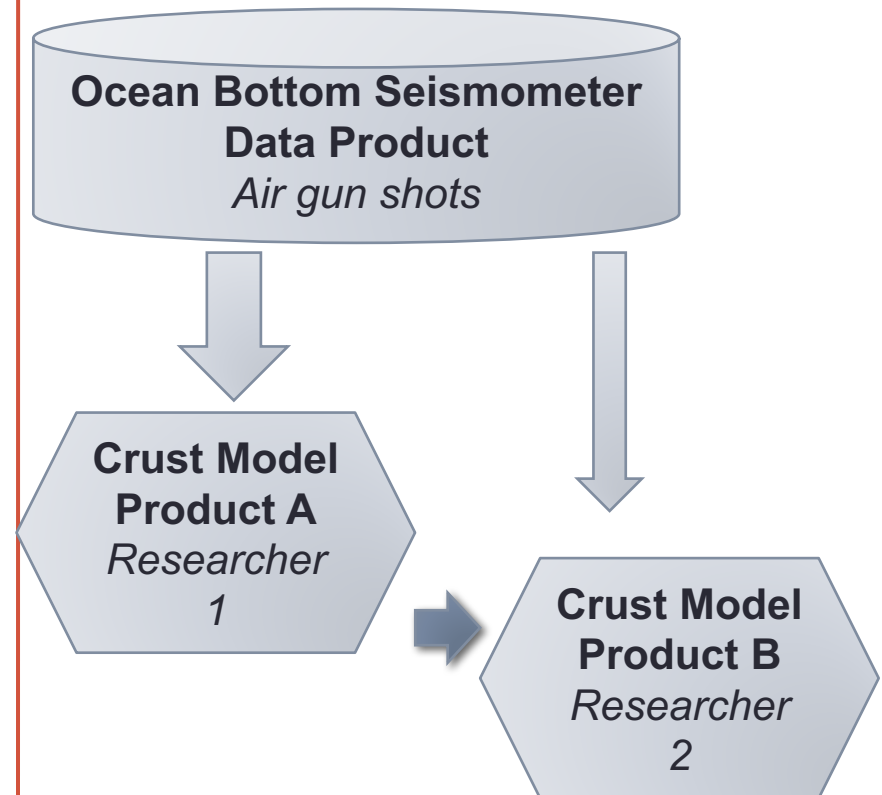 Ocean Bottom Seismometer
Data Product
Air gun shots
Crust Model
Product A
Researcher
1
Crust Model
Product B
Researcher
2